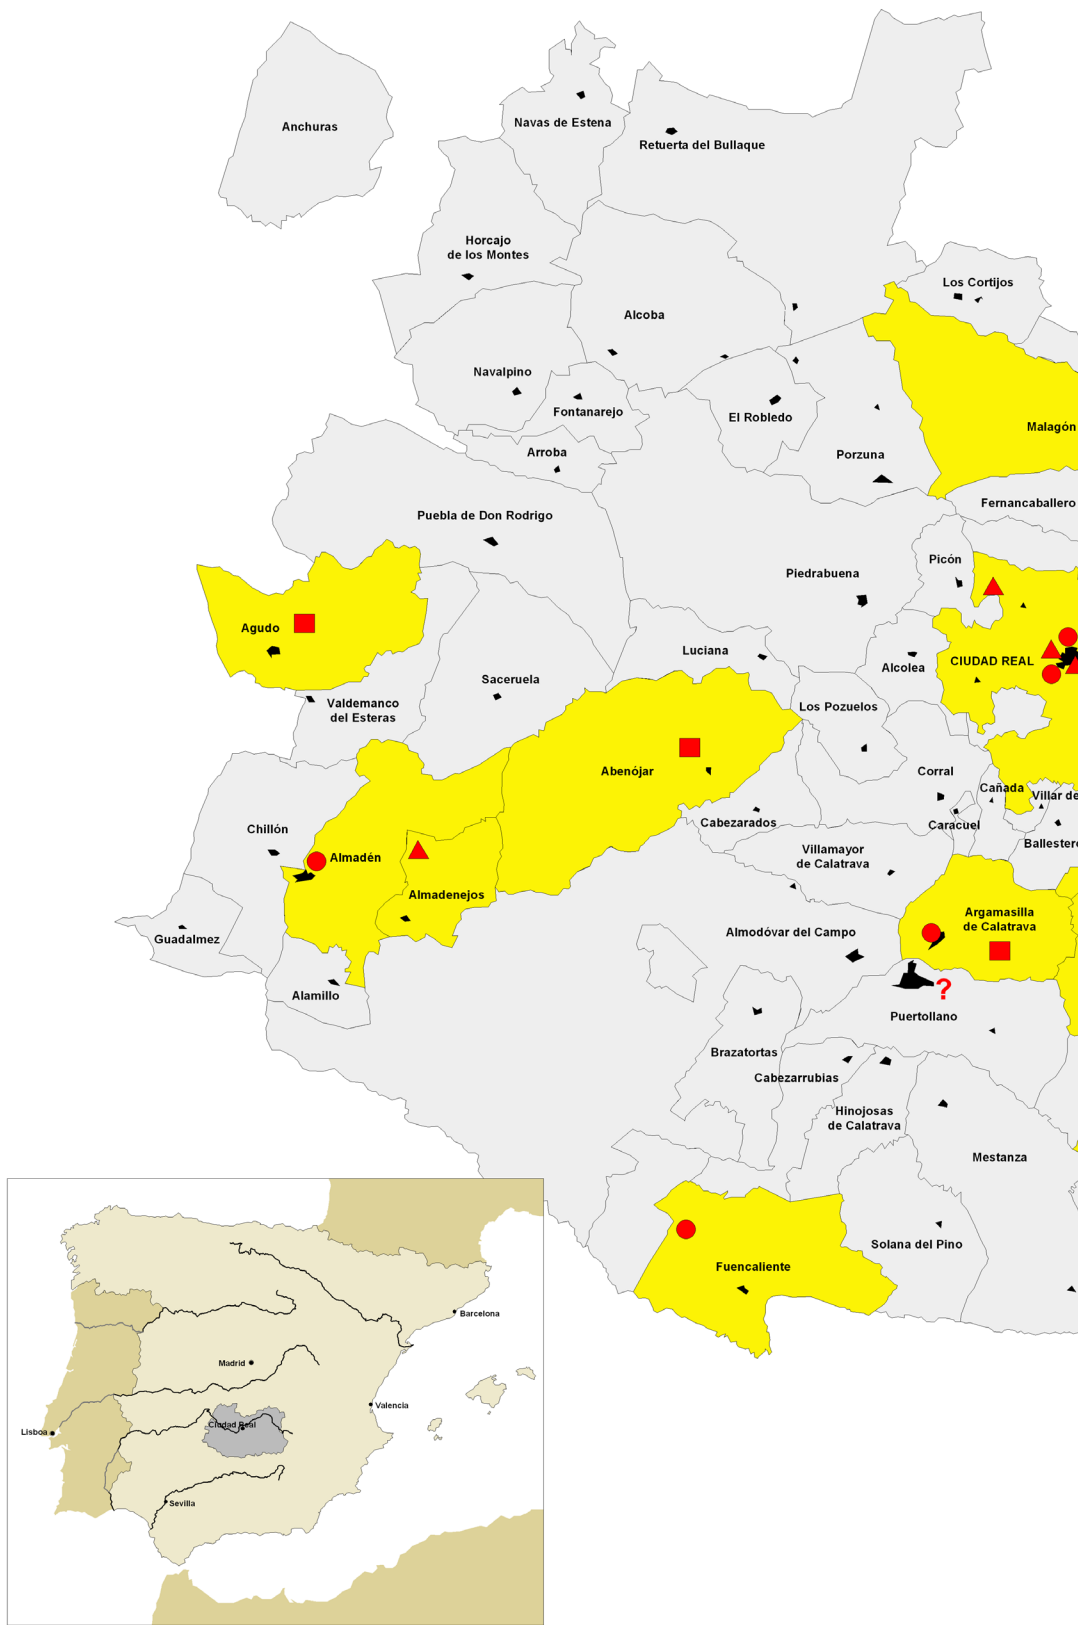 Anchuras
Navas de Estena
Retuerta del Bullaque
Horcajo
de los Montes
Los Cortijos
Alcoba
Navalpino
Fontanarejo
El Robledo
Malagón
Arroba
Porzuna
Fernancaballero
Puebla de Don Rodrigo
Picón
Piedrabuena
Agudo
Luciana
Alcolea
CIUDAD REAL
Saceruela
Valdemanco
del Esteras
Los Pozuelos
Abenójar
Corral
Cañada
Villar de
Cabezarados
Caracuel
Chillón
Almadén
Villamayor
de Calatrava
Ballestero
Almadenejos
Argamasilla
de Calatrava
Guadalmez
Almodóvar del Campo
Alamillo
?
Puertollano
Brazatortas
Cabezarrubias
Hinojosas
de Calatrava
Mestanza
Solana del Pino
Fuencaliente
Barcelona
Madrid
Valencia
Ciudad Real
Lisboa
Sevilla